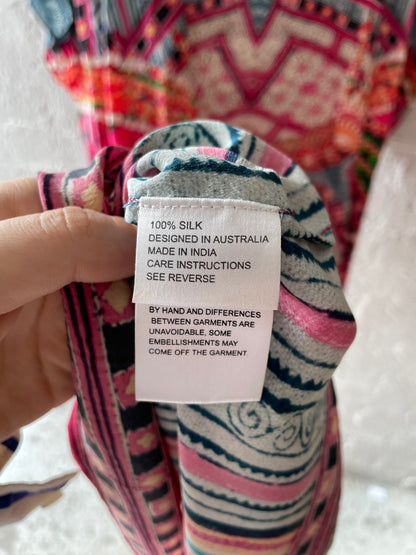 100% SILK
DESIGNED IN AUSTRALIA
MADE IN INDIA
CARE INSTRUCTIONS
SEE REVERSE
BY HAND AND DIFFERENCES
BETWEEN GARMENTS ARE
UNAVOIDABLE, SOME
EMBELLISHMENTS MAY
COME OFF THE GARMENT